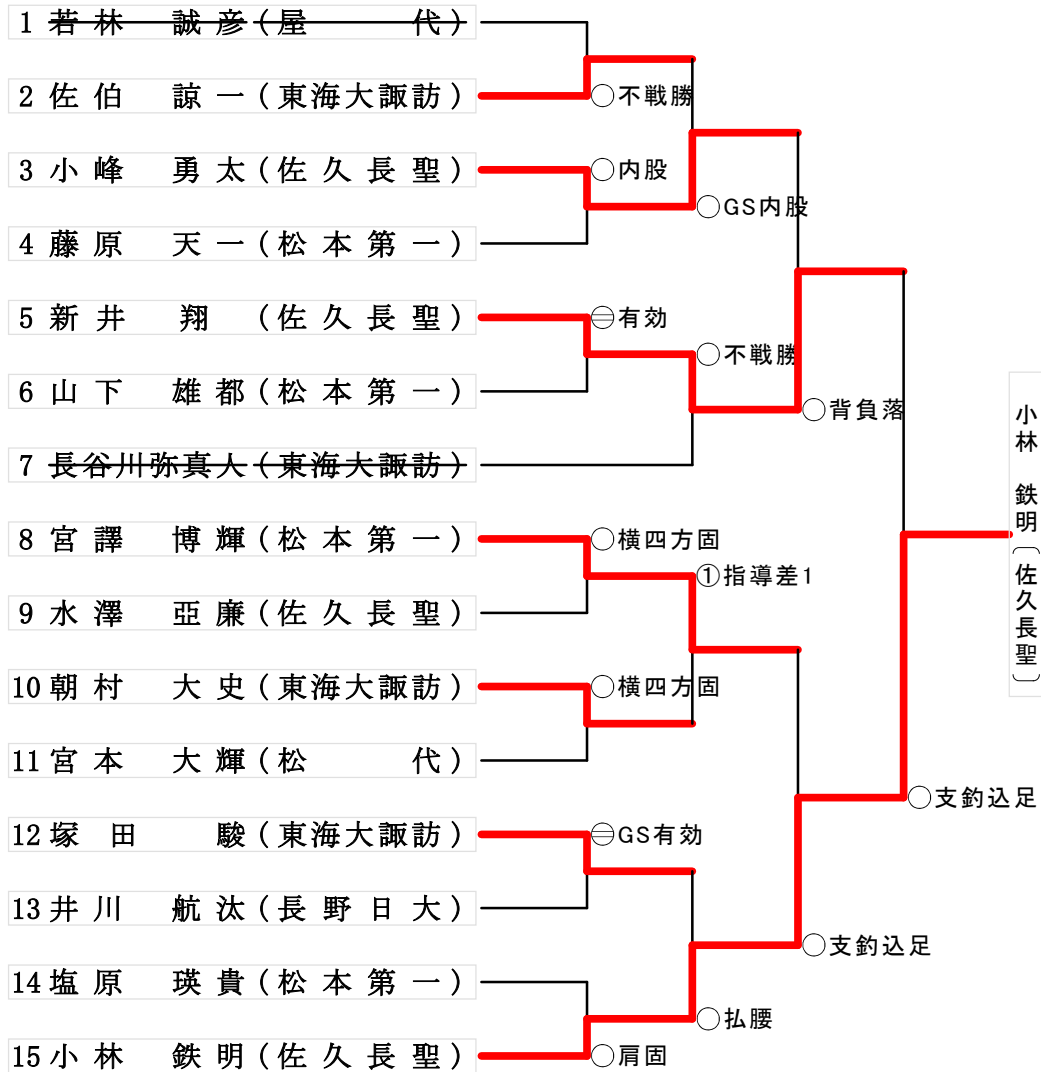 1 若林 誠彦(屋代)
2 佐伯 諒一(東海大諏訪)
○不戦勝
3 小峰 勇太(佐久長聖)
○内股
○GS内股
4 藤原 天一(松本第一)
5 新井 翔 (佐久長聖)
㊀有効
○不戦勝
6 山下 雄都(松本第一)
○背負落
7 長谷川弥真人(東海大諏訪)
8 宮譯 博輝(松本第一)
○横四方固
①指導差1
9 水澤 亞廉(佐久長聖)
10 朝村 大史(東海大諏訪)
○横四方固
11 宮本 大輝(松代)
○支釣込足
12 塚田 駿(東海大諏訪)
㊀GS有効
13 井川 航汰(長野日大)
○支釣込足
14 塩原 瑛貴(松本第一)
○払腰
15 小林 鉄明(佐久長聖)
○肩固
小林 鉄明〔佐久長聖〕